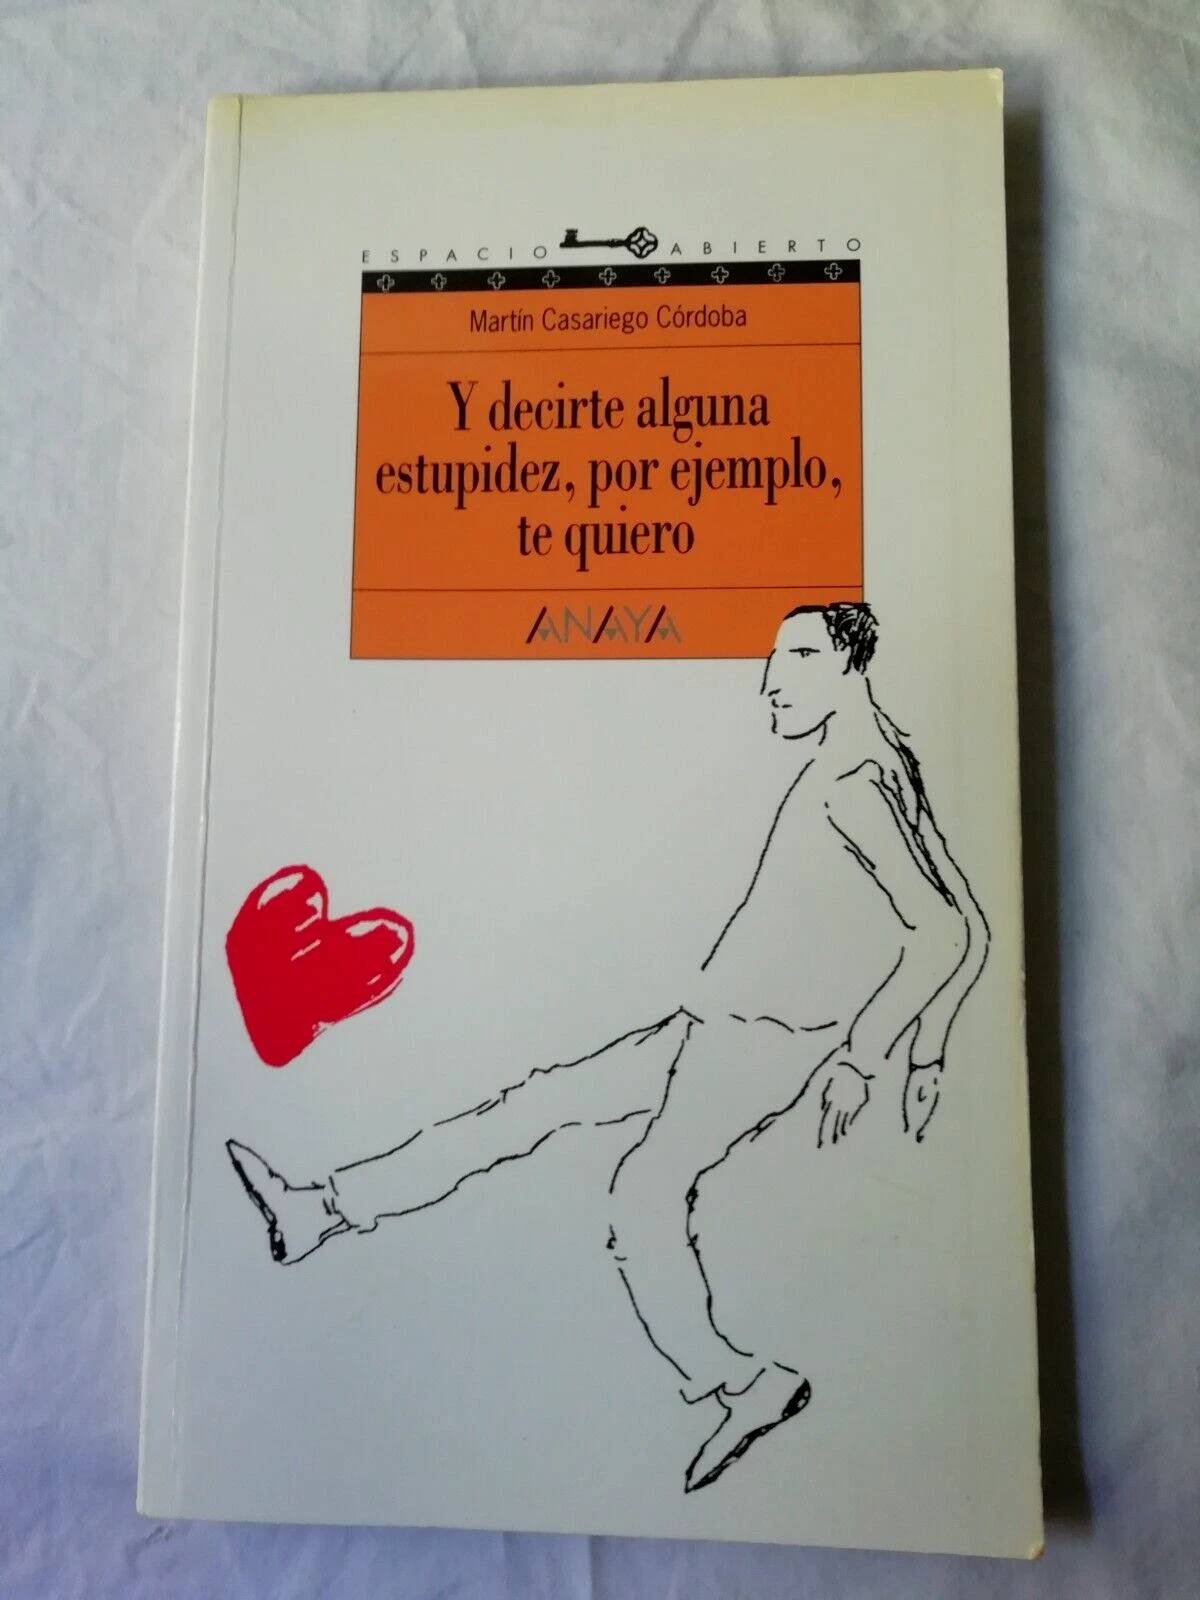 ESPACIO ABIERTO
Martín Casariego Córdoba
Y decirte alguna
estupidez, por ejemplo,
te quiero
ANAYA